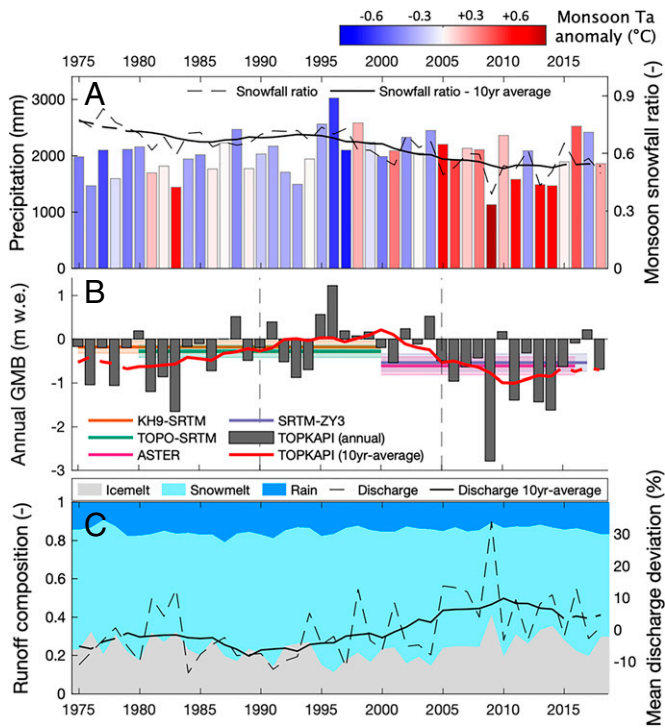 -0.6 -0.3 +0.3 +0.6 Monsoon Ta
anomaly (°C)
1975 1980 1985 1990 1995 2000 2005 2010 2015
A
Snowfall ratio Snowfall ratio - 10yr average
Precipitation (mm)
3000
2000
1000
0
Monsoon snowfall ratio (-)
0.9
0.6
0.3
0
B
Annual GMB (m w.e.)
1
0
-1
-2
-3
KH9-SRTM SRTM-ZY3
TOPO-SRTM TOPKAPI (annual)
ASTER TOPKAPI (10yr-average)
Icemelt Snowmelt Rain Discharge Discharge 10yr-average
C
Runoff composition (-)
1
0.8
0.6
0.4
0.2
0
Mean discharge deviation (%)
30
20
10
0
-10
1975 1980 1985 1990 1995 2000 2005 2010 2015